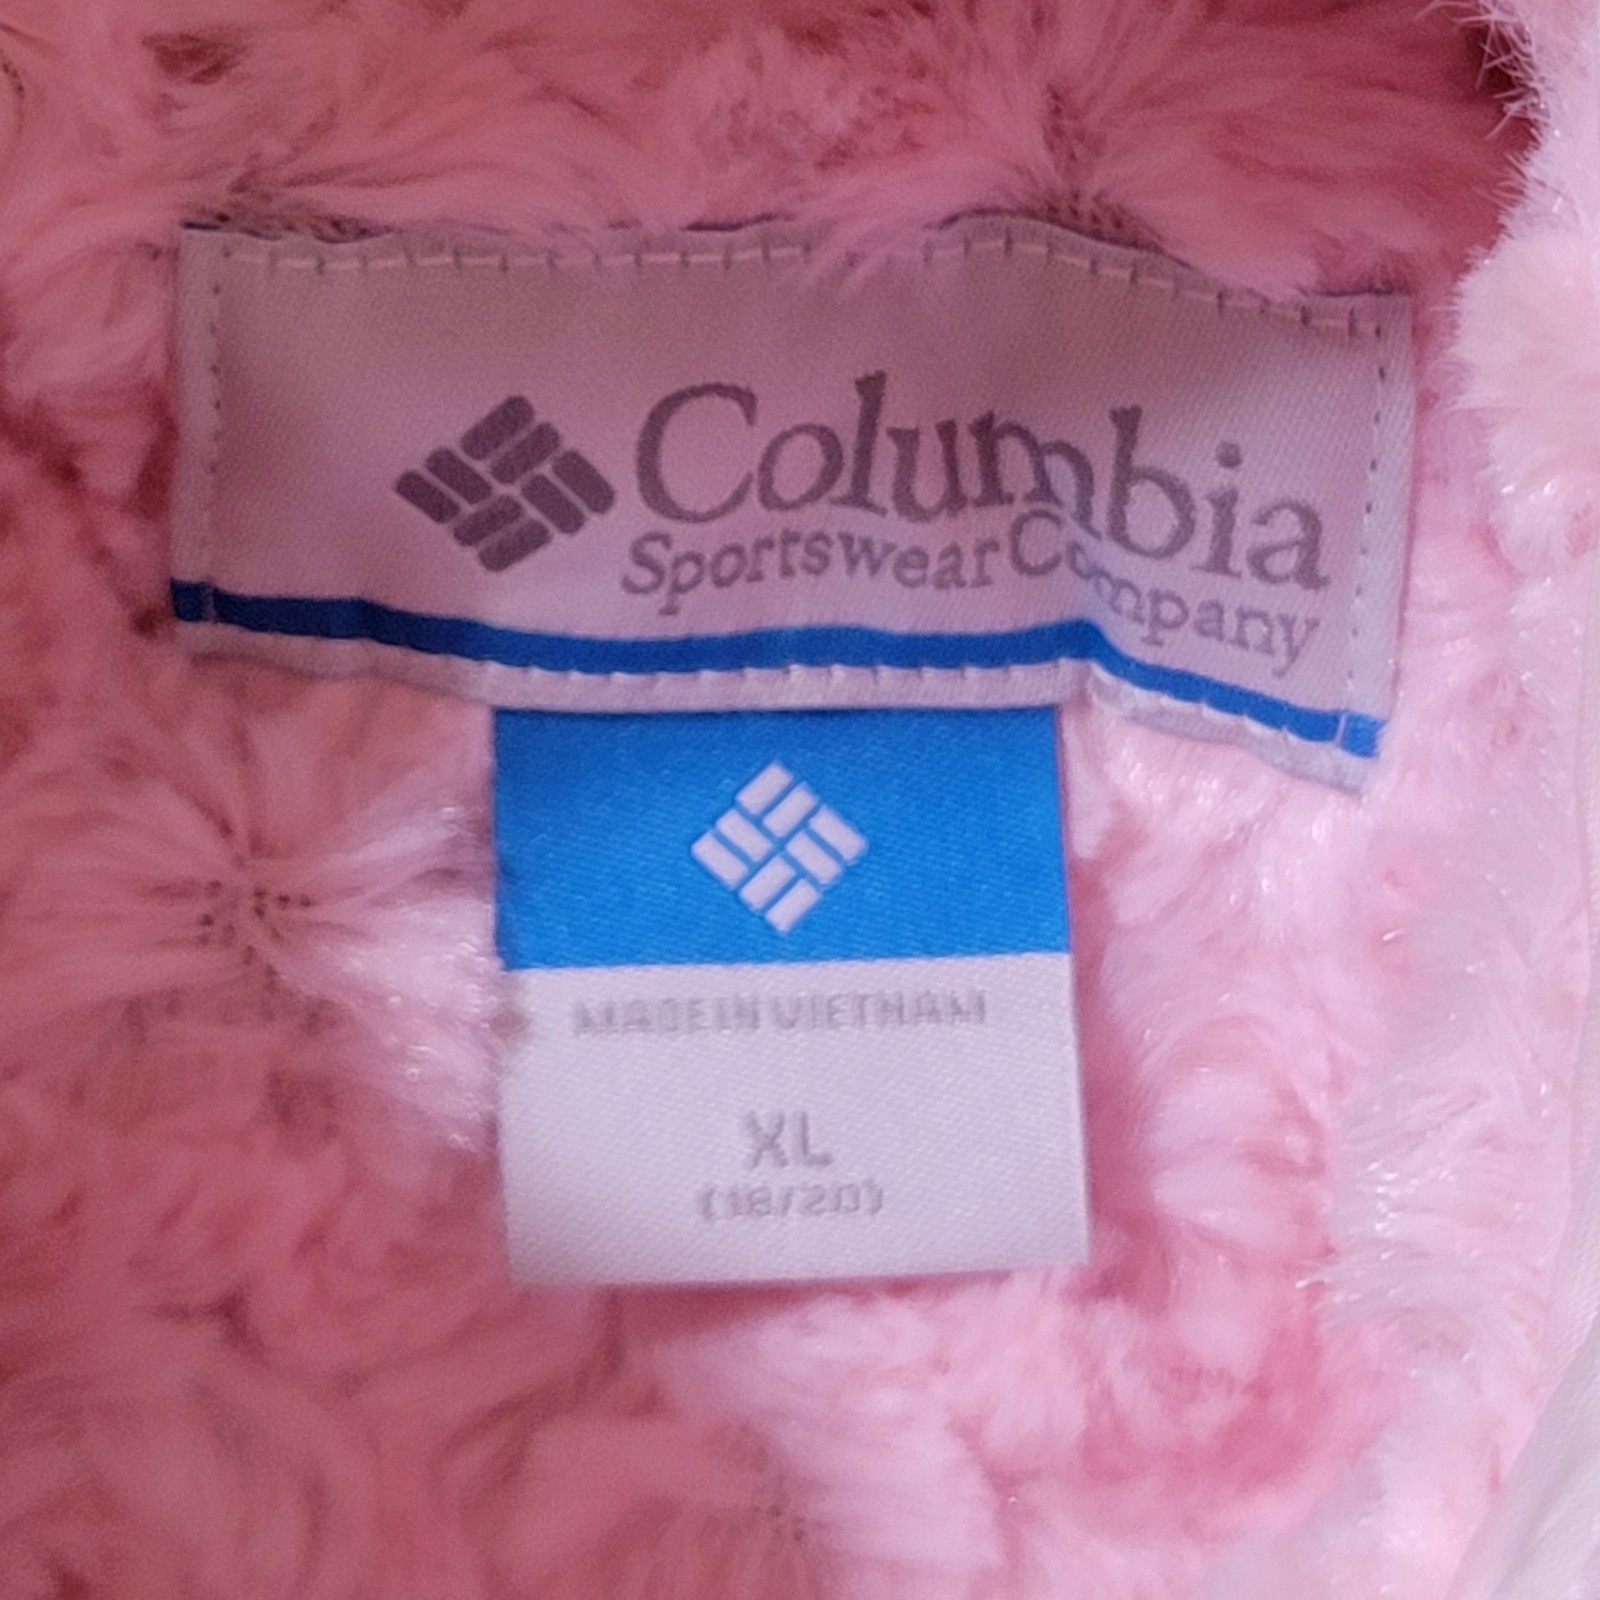 Columbia
Sportswear Company
MADE IN VIETNAM
XL
(18/20)